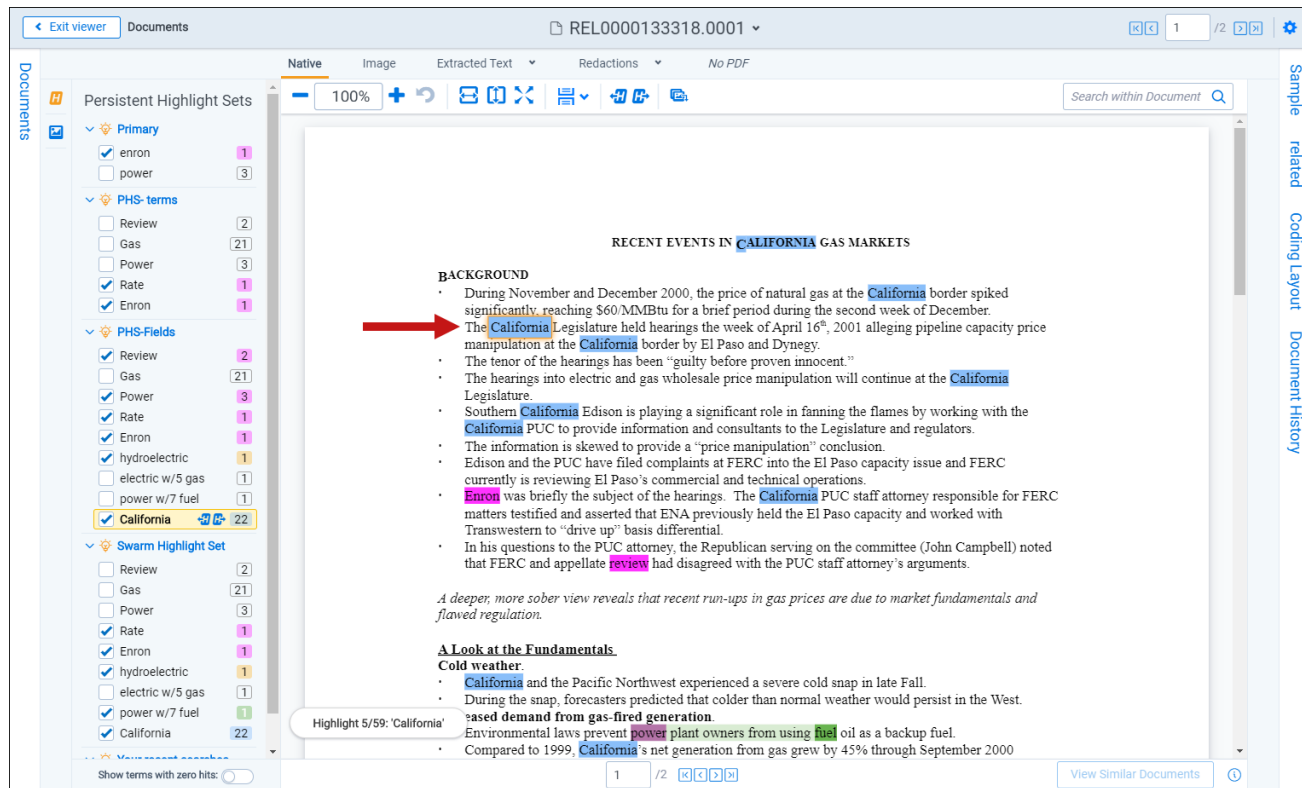 Exit viewer
Documents
REL0000133318.0001
1 /2
Documents
Native Image Extracted Text Redactions No PDF
100%
Search within Document
Persistent Highlight Sets
Primary
enron 1
power 3
PHS- terms
Review 2
Gas 21
Power 3
Rate 1
Enron 1
PHS-Fields
Review 2
Gas 21
Power 3
Rate 1
Enron 1
hydroelectric 1
electric w/5 gas 1
power w/7 fuel 1
California 22
Swarm Highlight Set
Review 2
Gas 21
Power 3
Rate 1
Enron 1
hydroelectric 1
electric w/5 gas 1
power w/7 fuel 1
California 22
Your recent searches
Show terms with zero hits:
RECENT EVENTS IN CALIFORNIA GAS MARKETS
BACKGROUND
· During November and December 2000, the price of natural gas at the California border spiked
significantly, reaching $60/MMBtu for a brief period during the second week of December.
· The California Legislature held hearings the week of April 16th, 2001 alleging pipeline capacity price
manipulation at the California border by El Paso and Dynegy.
· The tenor of the hearings has been “guilty before proven innocent.”
· The hearings into electric and gas wholesale price manipulation will continue at the California
Legislature.
· Southern California Edison is playing a significant role in fanning the flames by working with the
California PUC to provide information and consultants to the Legislature and regulators.
· The information is skewed to provide a “price manipulation” conclusion.
· Edison and the PUC have filed complaints at FERC into the El Paso capacity issue and FERC
currently is reviewing El Paso’s commercial and technical operations.
· Enron was briefly the subject of the hearings. The California PUC staff attorney responsible for FERC
matters testified and asserted that ENA previously held the El Paso capacity and worked with
Transwestern to “drive up” basis differential.
· In his questions to the PUC attorney, the Republican serving on the committee (John Campbell) noted
that FERC and appellate review had disagreed with the PUC staff attorney’s arguments.
A deeper, more sober view reveals that recent run-ups in gas prices are due to market fundamentals and
flawed regulation.
A Look at the Fundamentals
Cold weather.
· California and the Pacific Northwest experienced a severe cold snap in late Fall.
· During the snap, forecasters predicted that colder than normal weather would persist in the West.
eased demand from gas-fired generation.
Environmental laws prevent power plant owners from using fuel oil as a backup fuel.
· Compared to 1999, California’s net generation from gas grew by 45% through September 2000
Highlight 5/59: 'California'
1 /2
View Similar Documents
Sample
related
Coding Layout
Document History